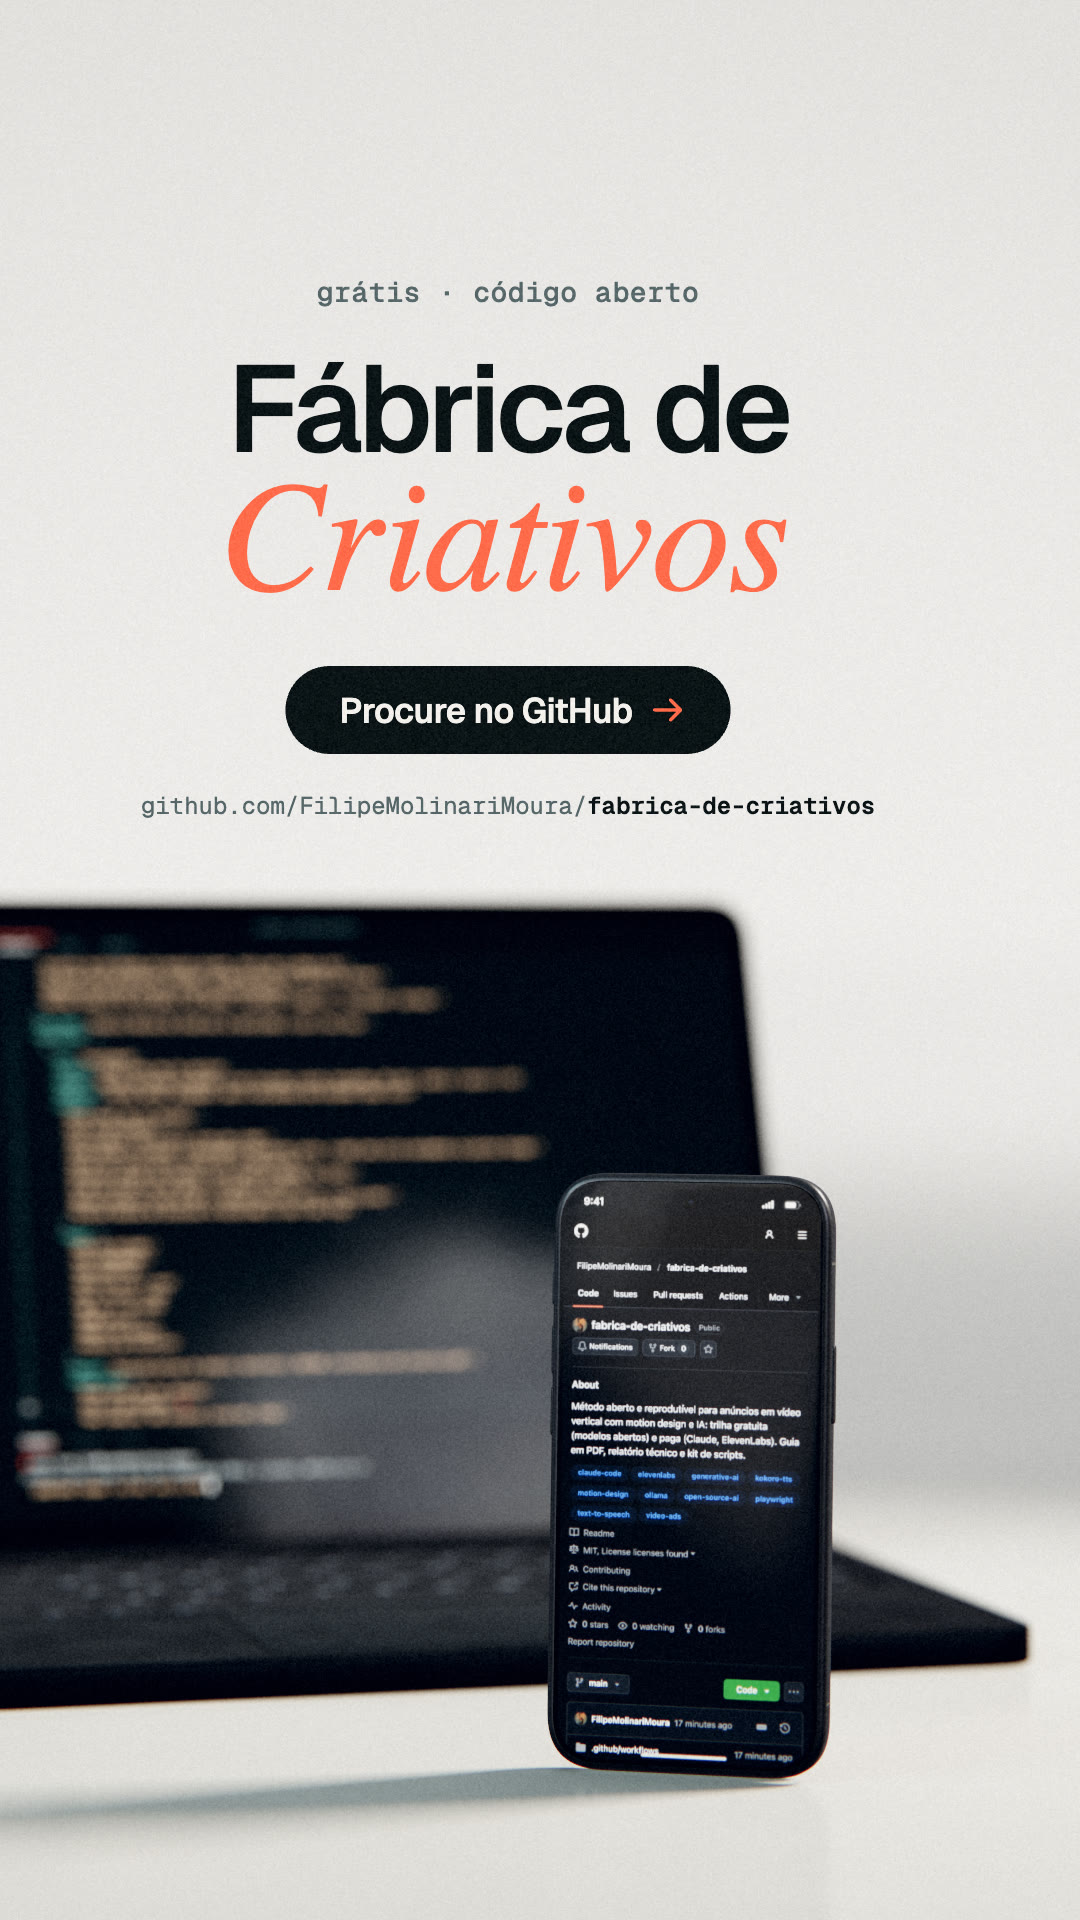 grátis · código aberto
Fábrica de
Criativos
Procure no GitHub →
github.com/FilipeMolinariMoura/fabrica-de-criativos
9:41
FilipeMolinariMoura / fabrica-de-criativos
Code Issues Pull requests Actions More
fabrica-de-criativos Public
Notifications Fork 0
About
Método aberto e reprodutível para anúncios em vídeo
vertical com motion design e IA: trilha gratuita
(modelos abertos) e paga (Claude, ElevenLabs). Guia
em PDF, relatório técnico e kit de scripts.
claude-code elevenlabs generative-ai kokoro-tts
motion-design ollama open-source-ai playwright
text-to-speech video-ads
Readme
MIT, License licenses found
Contributing
Cite this repository
Activity
0 stars 0 watching 0 forks
Report repository
main Code
FilipeMolinariMoura 17 minutes ago
.github/workflows 17 minutes ago